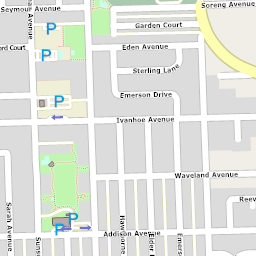 Soreng Avenue
Seymour Avenue
P
Garden Court
Eden Avenue
ord Court
P
Sterling Lane
Emerson Drive
P
Ivanhoe Avenue
Waveland Avenue
Sarah Avenue
P
P
P
Addison Avenue